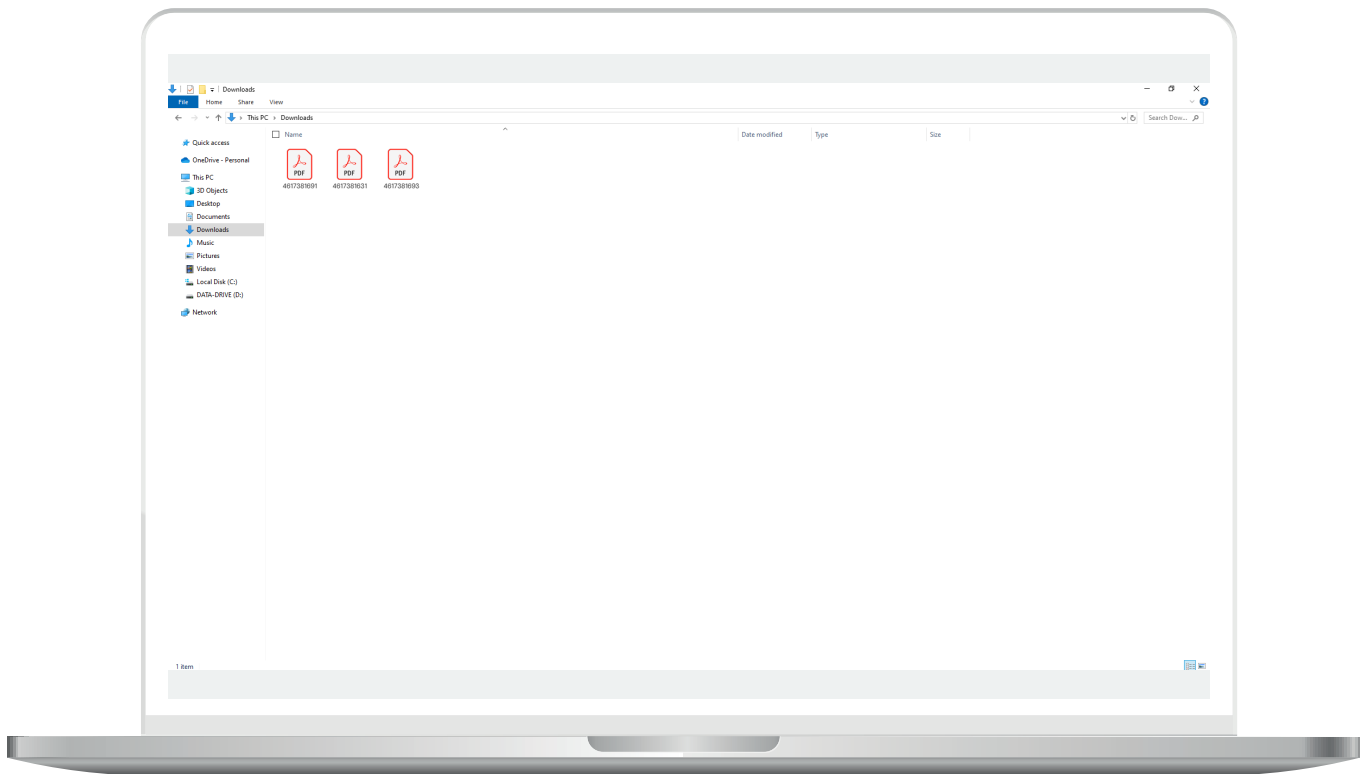 Downloads
File Home Share View
This PC Downloads
Search Dow...
Name Date modified Type Size
Quick access
OneDrive - Personal
This PC
3D Objects
Desktop
Documents
Downloads
Music
Pictures
Videos
Local Disk (C:)
DATA-DRIVE (D:)
Network
PDF PDF PDF
4617381691 4617381631 4617381693
1 item